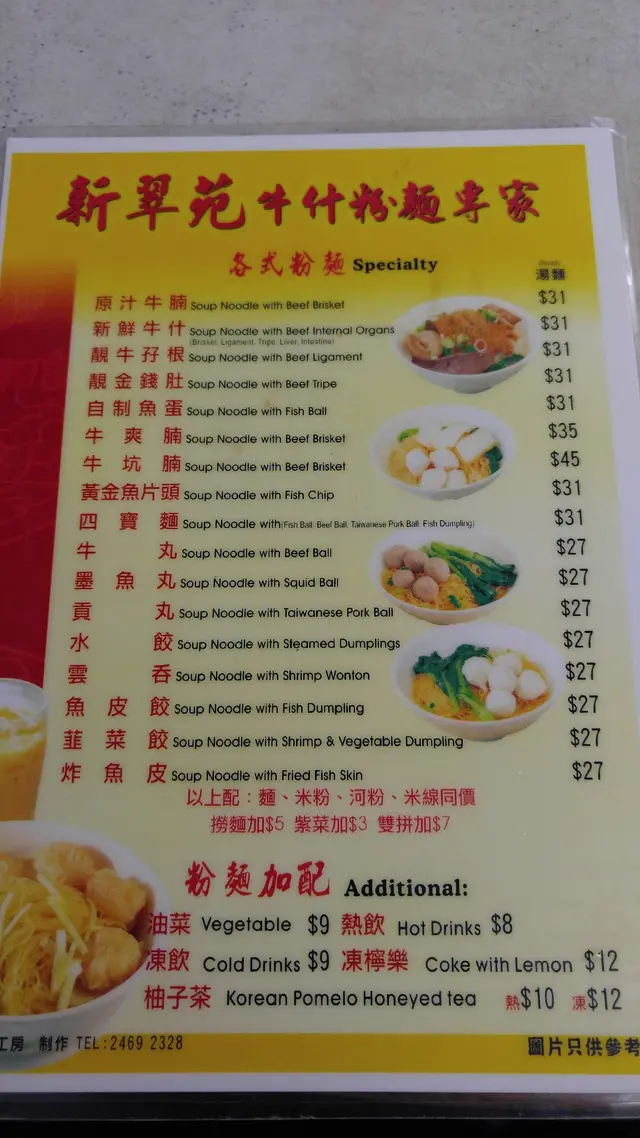 新翠苑牛什粉麵專家
各式粉麵 Specialty
湯麵
原汁牛腩 Soup Noodle with Beef Brisket $31
新鮮牛什 Soup Noodle with Beef Internal Organs $31
(Brisket, Ligament, Tripe, Liver, Intestine)
靚牛孖根 Soup Noodle with Beef Ligament $31
靚金錢肚 Soup Noodle with Beef Tripe $31
自制魚蛋 Soup Noodle with Fish Ball $31
牛爽腩 Soup Noodle with Beef Brisket $35
牛坑腩 Soup Noodle with Beef Brisket $45
黃金魚片頭 Soup Noodle with Fish Chip $31
四寶麵 Soup Noodle with(Fish Ball. Beef Ball. Taiwanese Pork Ball. Fish Dumpling) $31
牛丸 Soup Noodle with Beef Ball $27
墨魚丸 Soup Noodle with Squid Ball $27
貢丸 Soup Noodle with Taiwanese Pork Ball $27
水餃 Soup Noodle with Steamed Dumplings $27
雲吞 Soup Noodle with Shrimp Wonton $27
魚皮餃 Soup Noodle with Fish Dumpling $27
韮菜餃 Soup Noodle with Shrimp & Vegetable Dumpling $27
炸魚皮 Soup Noodle with Fried Fish Skin $27
以上配：麵、米粉、河粉、米線同價
撈麵加$5 紫菜加$3 雙拼加$7
粉麵加配 Additional:
油菜 Vegetable $9 熱飲 Hot Drinks $8
凍飲 Cold Drinks $9 凍檸樂 Coke with Lemon $12
柚子茶 Korean Pomelo Honeyed tea 熱$10 凍$12
工房 制作 TEL:2469 2328 圖片只供參考